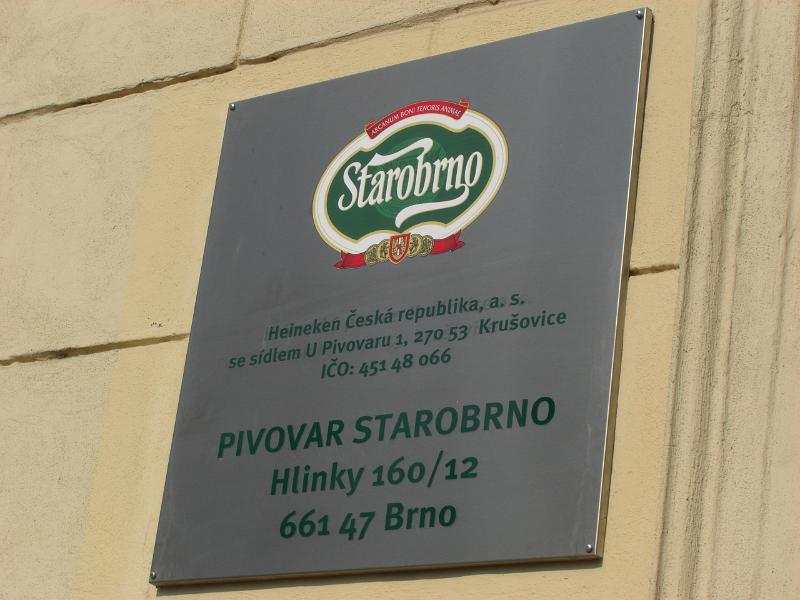 ARCANUM BONI TENORIS ANIMAE
Starobrno
Heineken Česká republika, a. s.
se sídlem U Pivovaru 1, 270 53 Krušovice
IČO: 451 48 066
PIVOVAR STAROBRNO
Hlinky 160/12
661 47 Brno